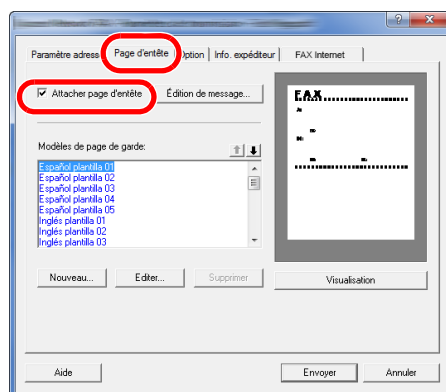 Paramètre adresse
Page d'entête
Option
Info. expéditeur
FAX Internet
Attacher page d'entête
Édition de message...
FAX
Modèles de page de garde:
Español plantilla 01
Español plantilla 02
Español plantilla 03
Español plantilla 04
Español plantilla 05
Inglés plantilla 01
Inglés plantilla 02
Inglés plantilla 03
Nouveau...
Editer...
Supprimer
Visualisation
Aide
Envoyer
Annuler